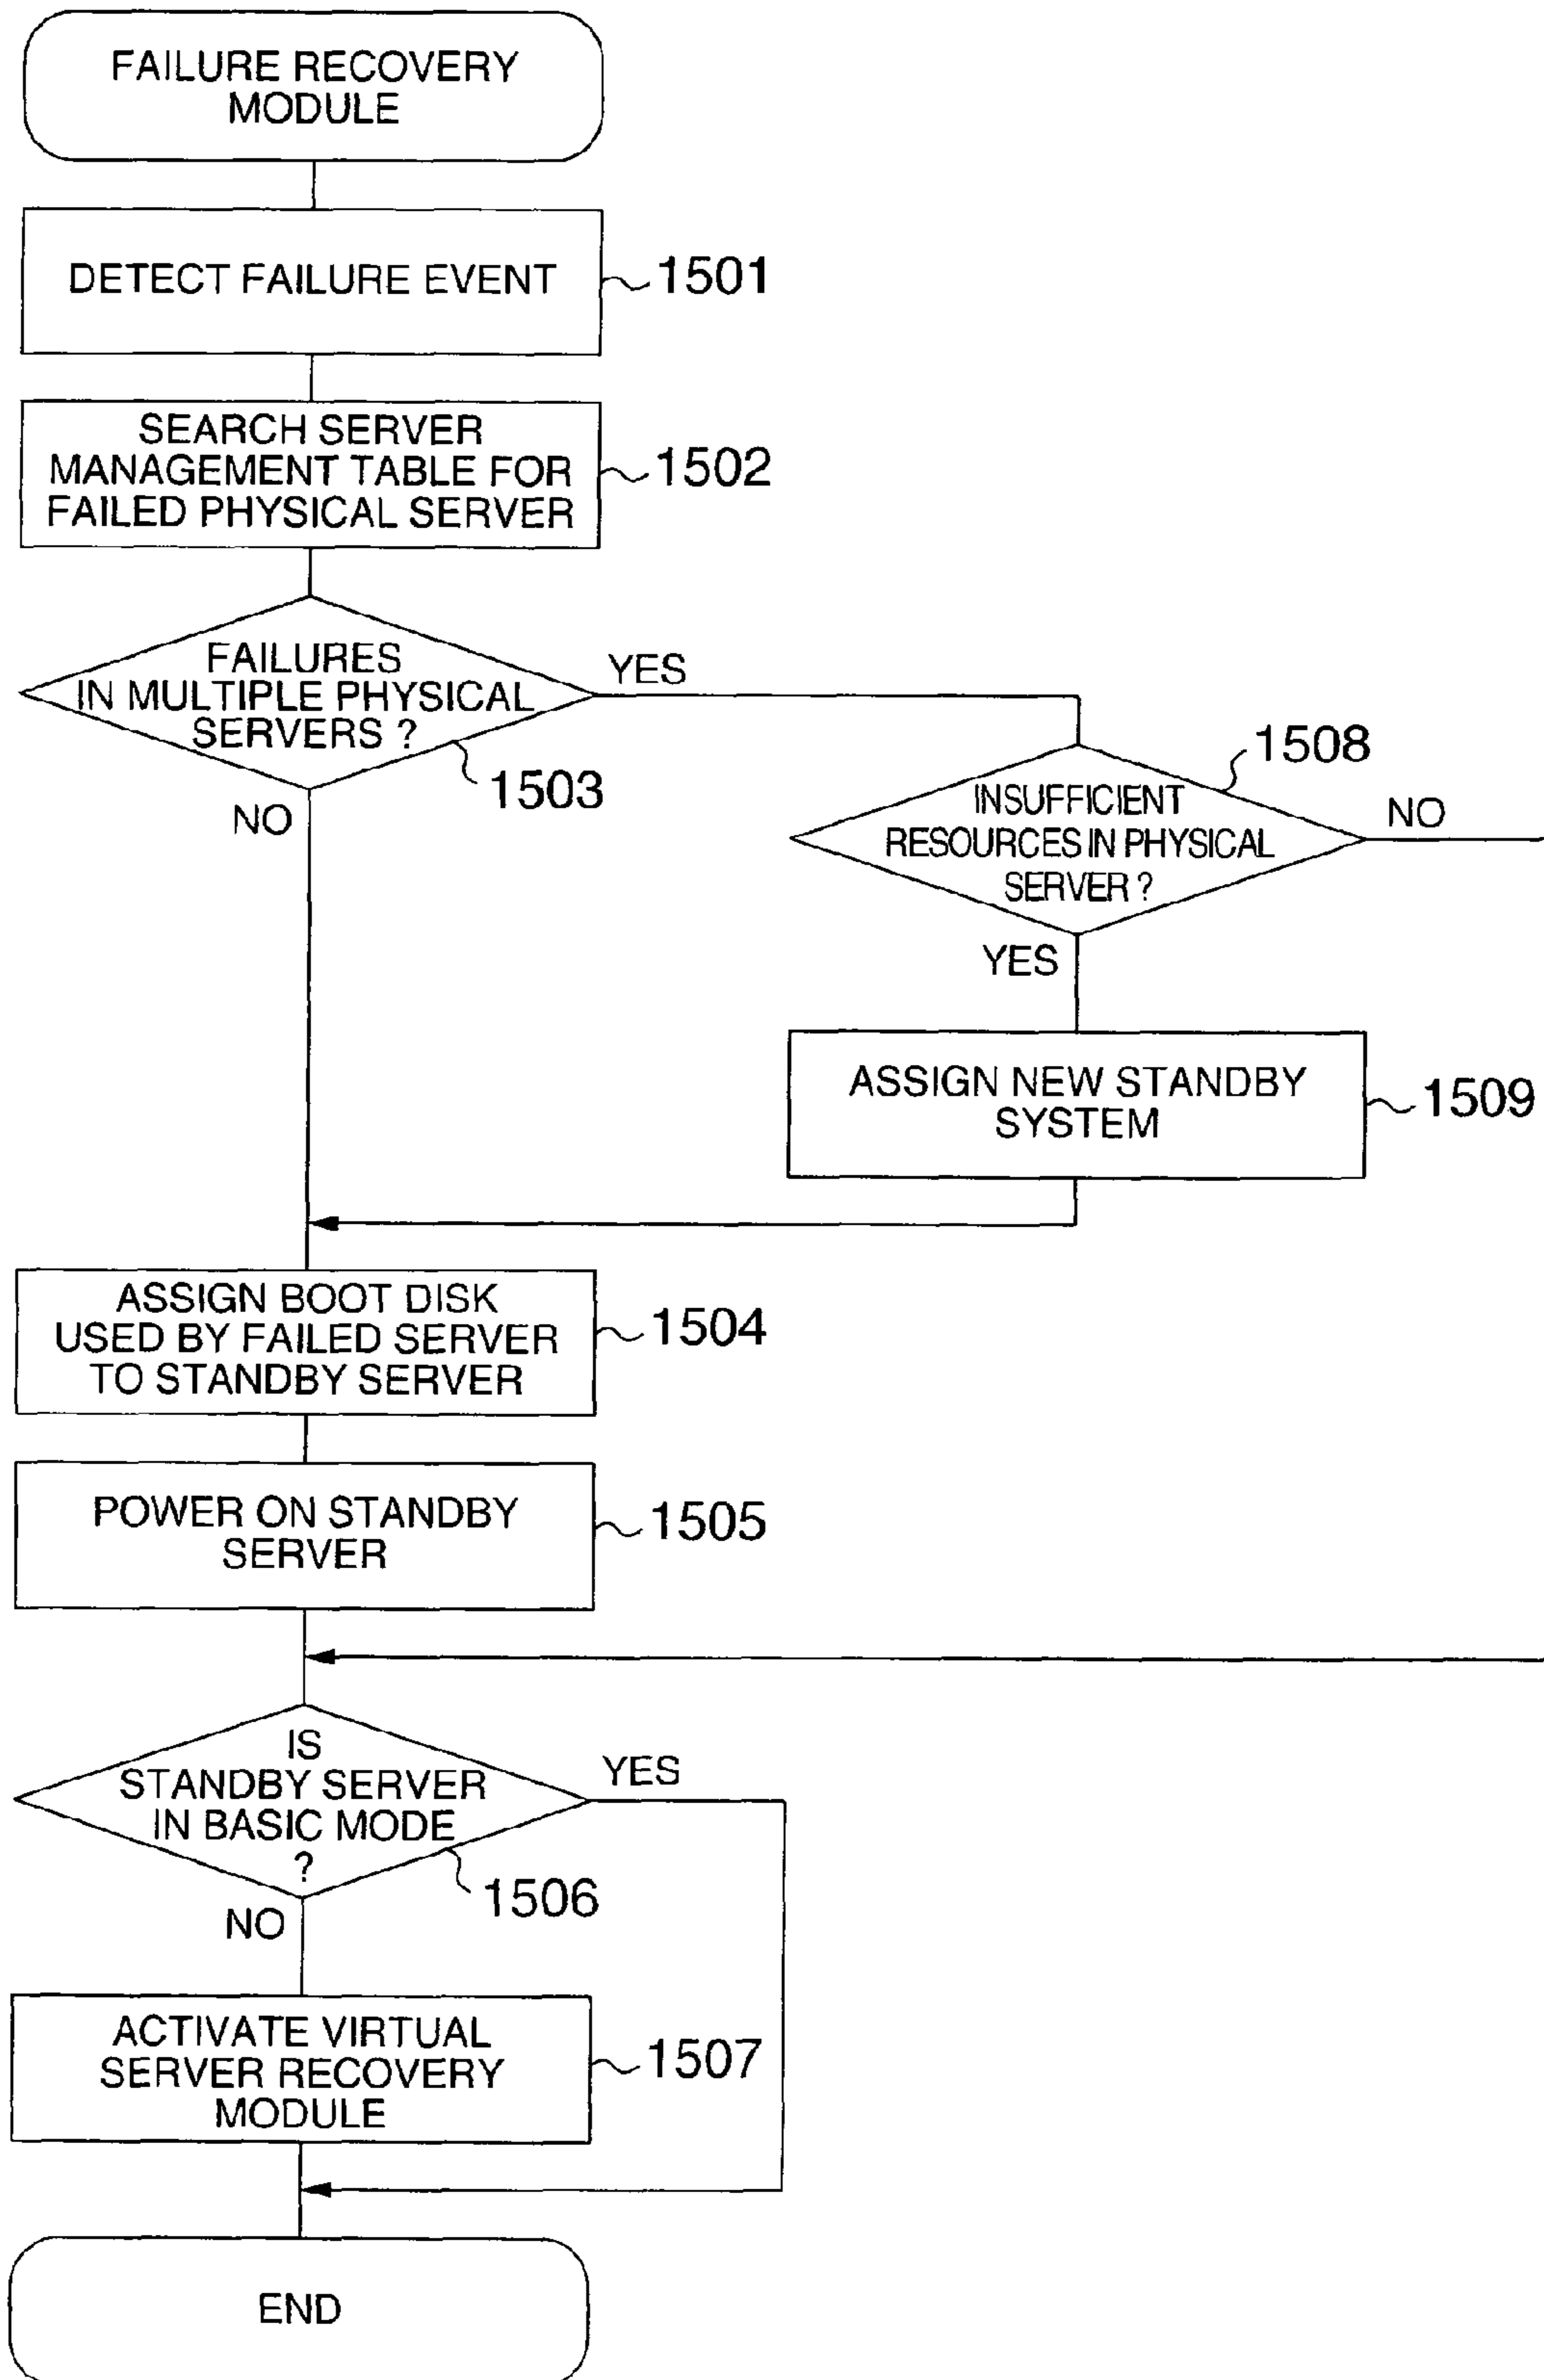 FAILURE RECOVERY
MODULE
DETECT FAILURE EVENT
1501
SEARCH SERVER
MANAGEMENT TABLE FOR
FAILED PHYSICAL SERVER
1502
FAILURES
IN MULTIPLE PHYSICAL
SERVERS ?
YES
1503
NO
1508
INSUFFICIENT
RESOURCES IN PHYSICAL
SERVER ?
NO
YES
ASSIGN NEW STANDBY
SYSTEM
1509
ASSIGN BOOT DISK
USED BY FAILED SERVER
TO STANDBY SERVER
1504
POWER ON STANDBY
SERVER
1505
IS
STANDBY SERVER
IN BASIC MODE
?
YES
1506
NO
ACTIVATE VIRTUAL
SERVER RECOVERY
MODULE
1507
END